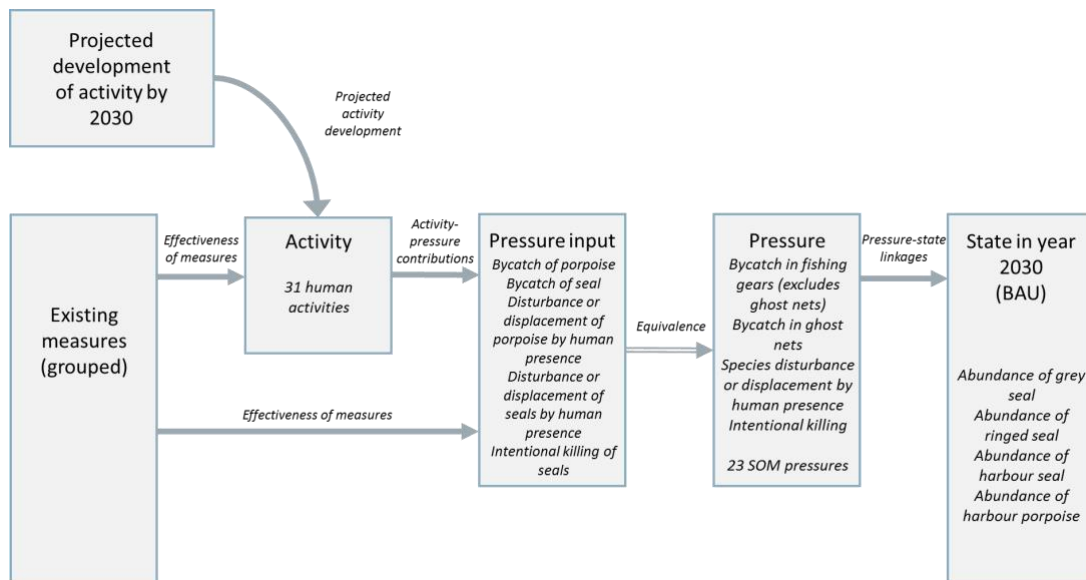 Projected
development
of activity by
2030
Projected
activity
development
Existing
measures
(grouped)
Effectiveness
of measures
Activity
31 human
activities
Activity-
pressure
contributions
Effectiveness of measures
Pressure input
Bycatch of porpoise
Bycatch of seal
Disturbance or
displacement of
porpoise by human
presence
Disturbance or
displacement of
seals by human
presence
Intentional killing of
seals
Equivalence
Pressure
Bycatch in fishing
gears (excludes
ghost nets)
Bycatch in ghost
nets
Species disturbance
or displacement by
human presence
Intentional killing
23 SOM pressures
Pressure-state
linkages
State in year
2030
(BAU)
Abundance of grey
seal
Abundance of
ringed seal
Abundance of
harbour seal
Abundance of
harbour porpoise